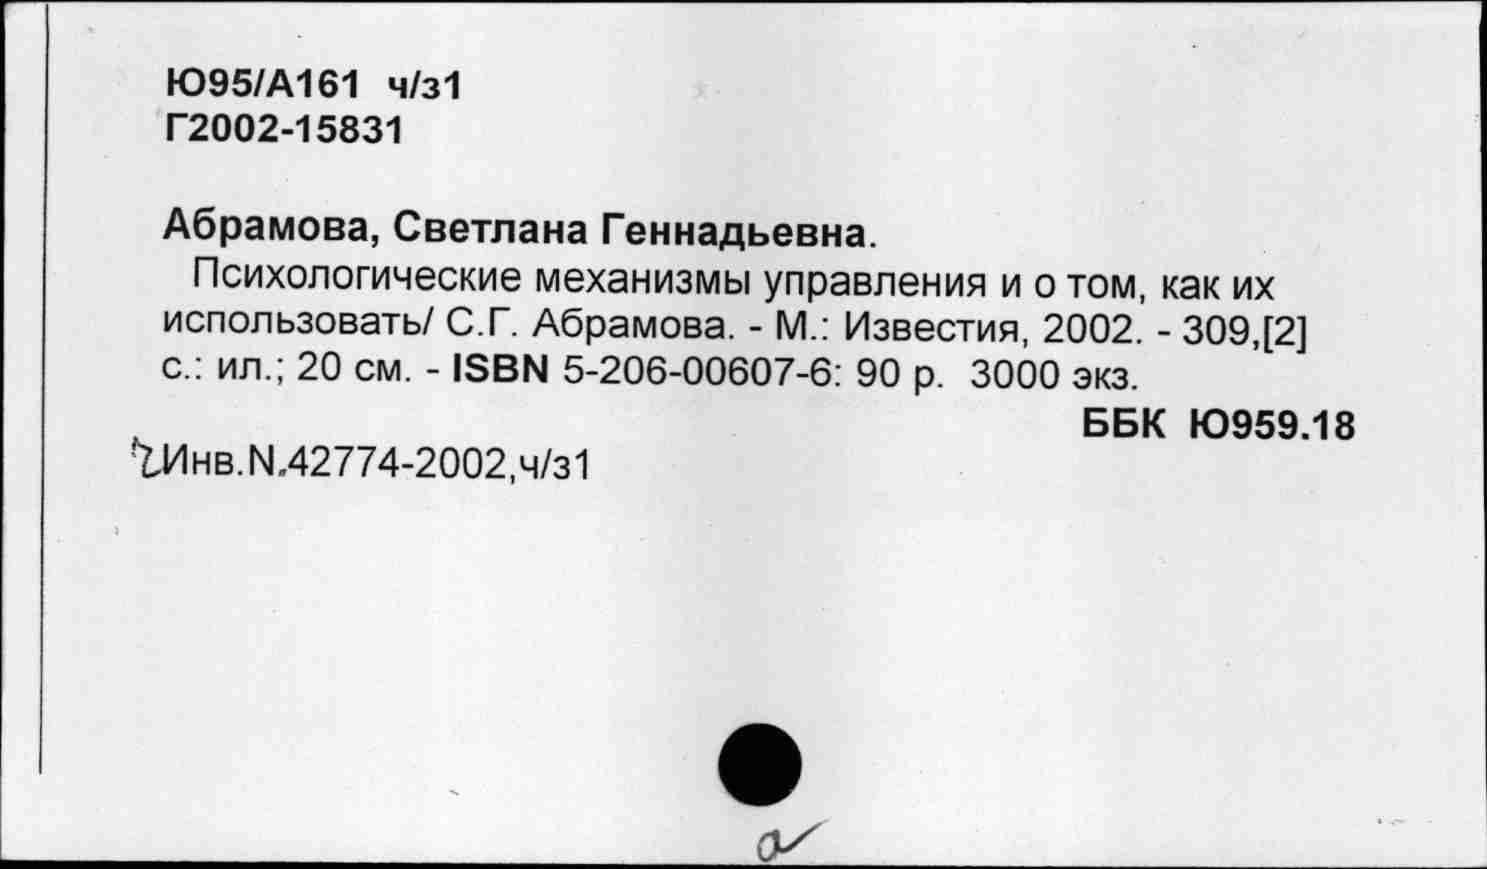 Ю95/А161 ч/з1
Г2002-15831
Абрамова, Светлана Геннадьевна.
Психологические механизмы управления и о том, как их
использовать/ С.Г. Абрамова. - М.: Известия, 2002. - 309,[2]
с.: ил.; 20 см. - ISBN 5-206-00607-6: 90 р. 3000 экз.
ББК Ю959.18
Инв.N.42774-2002,ч/з1